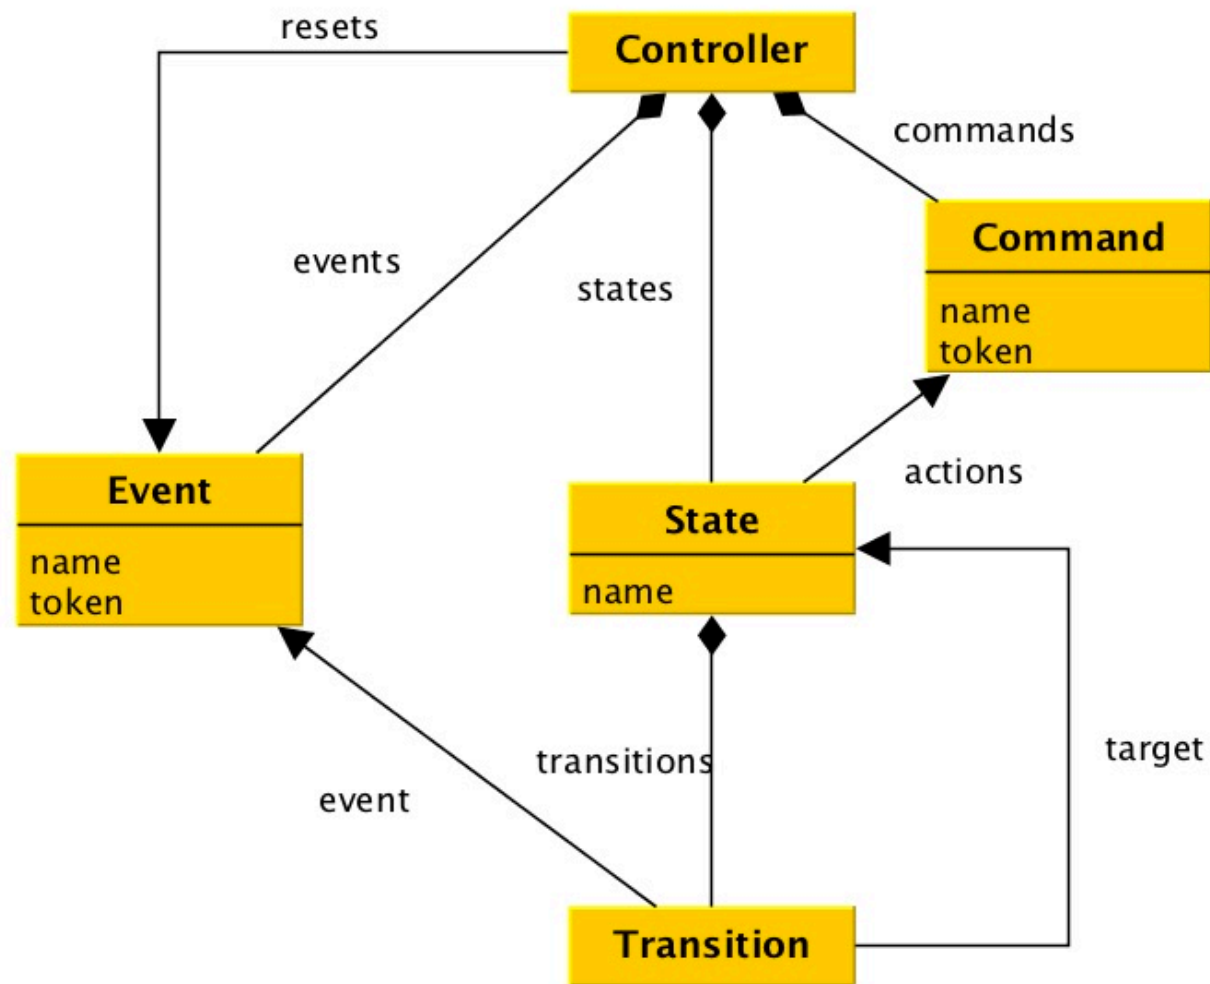 resets
Controller
commands
Command
name
token
events
states
actions
Event
name
token
State
name
transitions
target
event
Transition